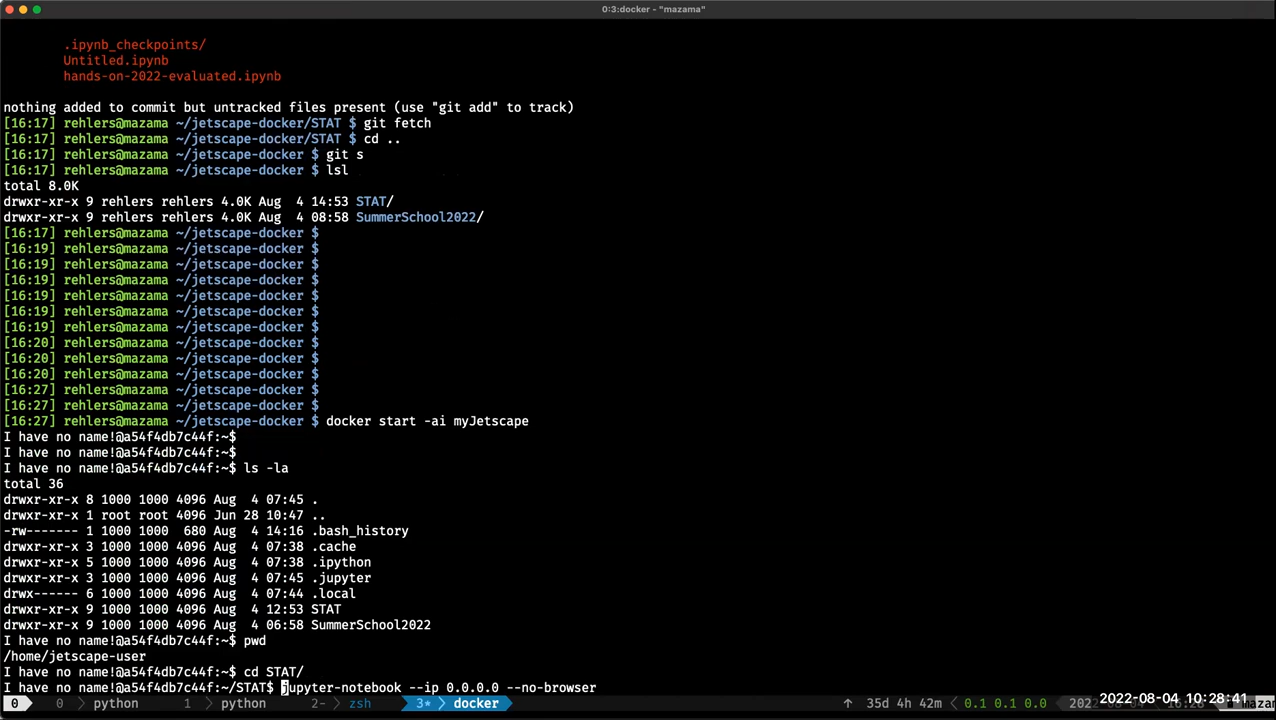 0:3:docker - "mazama"
.ipynb_checkpoints/
Untitled.ipynb
hands-on-2022-evaluated.ipynb
nothing added to commit but untracked files present (use "git add" to track)
[16:17] rehlers@mazama ~/jetscape-docker/STAT $ git fetch
[16:17] rehlers@mazama ~/jetscape-docker/STAT $ cd ..
[16:17] rehlers@mazama ~/jetscape-docker $ git s
[16:17] rehlers@mazama ~/jetscape-docker $ lsl
total 8.0K
drwxr-xr-x 9 rehlers rehlers 4.0K Aug  4 14:53 STAT/
drwxr-xr-x 9 rehlers rehlers 4.0K Aug  4 08:58 SummerSchool2022/
[16:17] rehlers@mazama ~/jetscape-docker $
[16:19] rehlers@mazama ~/jetscape-docker $
[16:19] rehlers@mazama ~/jetscape-docker $
[16:19] rehlers@mazama ~/jetscape-docker $
[16:19] rehlers@mazama ~/jetscape-docker $
[16:19] rehlers@mazama ~/jetscape-docker $
[16:19] rehlers@mazama ~/jetscape-docker $
[16:20] rehlers@mazama ~/jetscape-docker $
[16:20] rehlers@mazama ~/jetscape-docker $
[16:20] rehlers@mazama ~/jetscape-docker $
[16:27] rehlers@mazama ~/jetscape-docker $
[16:27] rehlers@mazama ~/jetscape-docker $
[16:27] rehlers@mazama ~/jetscape-docker $ docker start -ai myJetscape
I have no name!@a54f4db7c44f:~$
I have no name!@a54f4db7c44f:~$
I have no name!@a54f4db7c44f:~$ ls -la
total 36
drwxr-xr-x 8 1000 1000 4096 Aug  4 07:45 .
drwxr-xr-x 1 root root 4096 Jun 28 10:47 ..
-rw------- 1 1000 1000  680 Aug  4 14:16 .bash_history
drwxr-xr-x 3 1000 1000 4096 Aug  4 07:38 .cache
drwxr-xr-x 5 1000 1000 4096 Aug  4 07:38 .ipython
drwxr-xr-x 3 1000 1000 4096 Aug  4 07:45 .jupyter
drwx------ 6 1000 1000 4096 Aug  4 07:44 .local
drwxr-xr-x 9 1000 1000 4096 Aug  4 12:53 STAT
drwxr-xr-x 9 1000 1000 4096 Aug  4 06:58 SummerSchool2022
I have no name!@a54f4db7c44f:~$ pwd
/home/jetscape-user
I have no name!@a54f4db7c44f:~$ cd STAT/
I have no name!@a54f4db7c44f:~/STAT$ jupyter-notebook --ip 0.0.0.0 --no-browser
0 0 python 1 python 2- zsh 3* docker ↑ 35d 4h 42m 0.1 0.1 0.0 2022-08-04 10:28:41